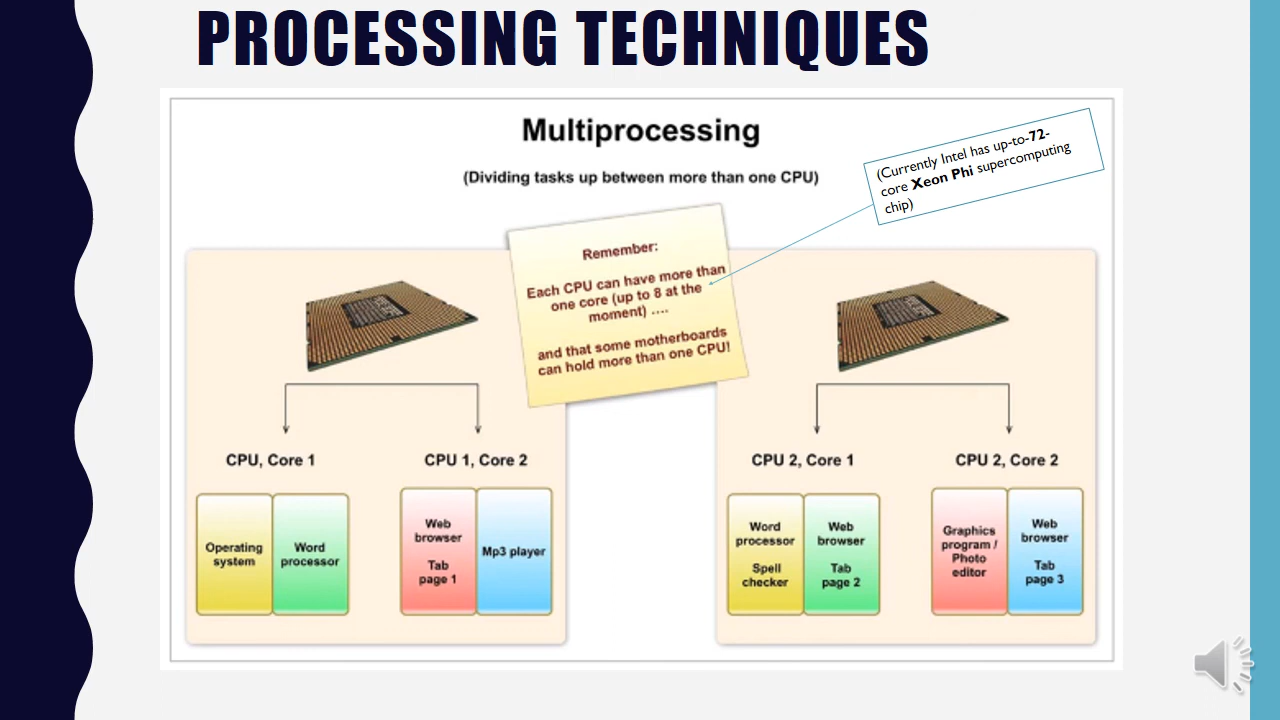 PROCESSING TECHNIQUES
Multiprocessing
(Dividing tasks up between more than one CPU)
(Currently Intel has up-to-72-
core Xeon Phi supercomputing
chip)
Remember:
Each CPU can have more than
one core (up to 8 at the
moment) ....
and that some motherboards
can hold more than one CPU!
CPU, Core 1
CPU 1, Core 2
CPU 2, Core 1
CPU 2, Core 2
Operating
system
Word
processor
Web
browser
Tab
page 1
Mp3 player
Word
processor
Spell
checker
Web
browser
Tab
page 2
Graphics
program /
Photo
editor
Web
browser
Tab
page 3